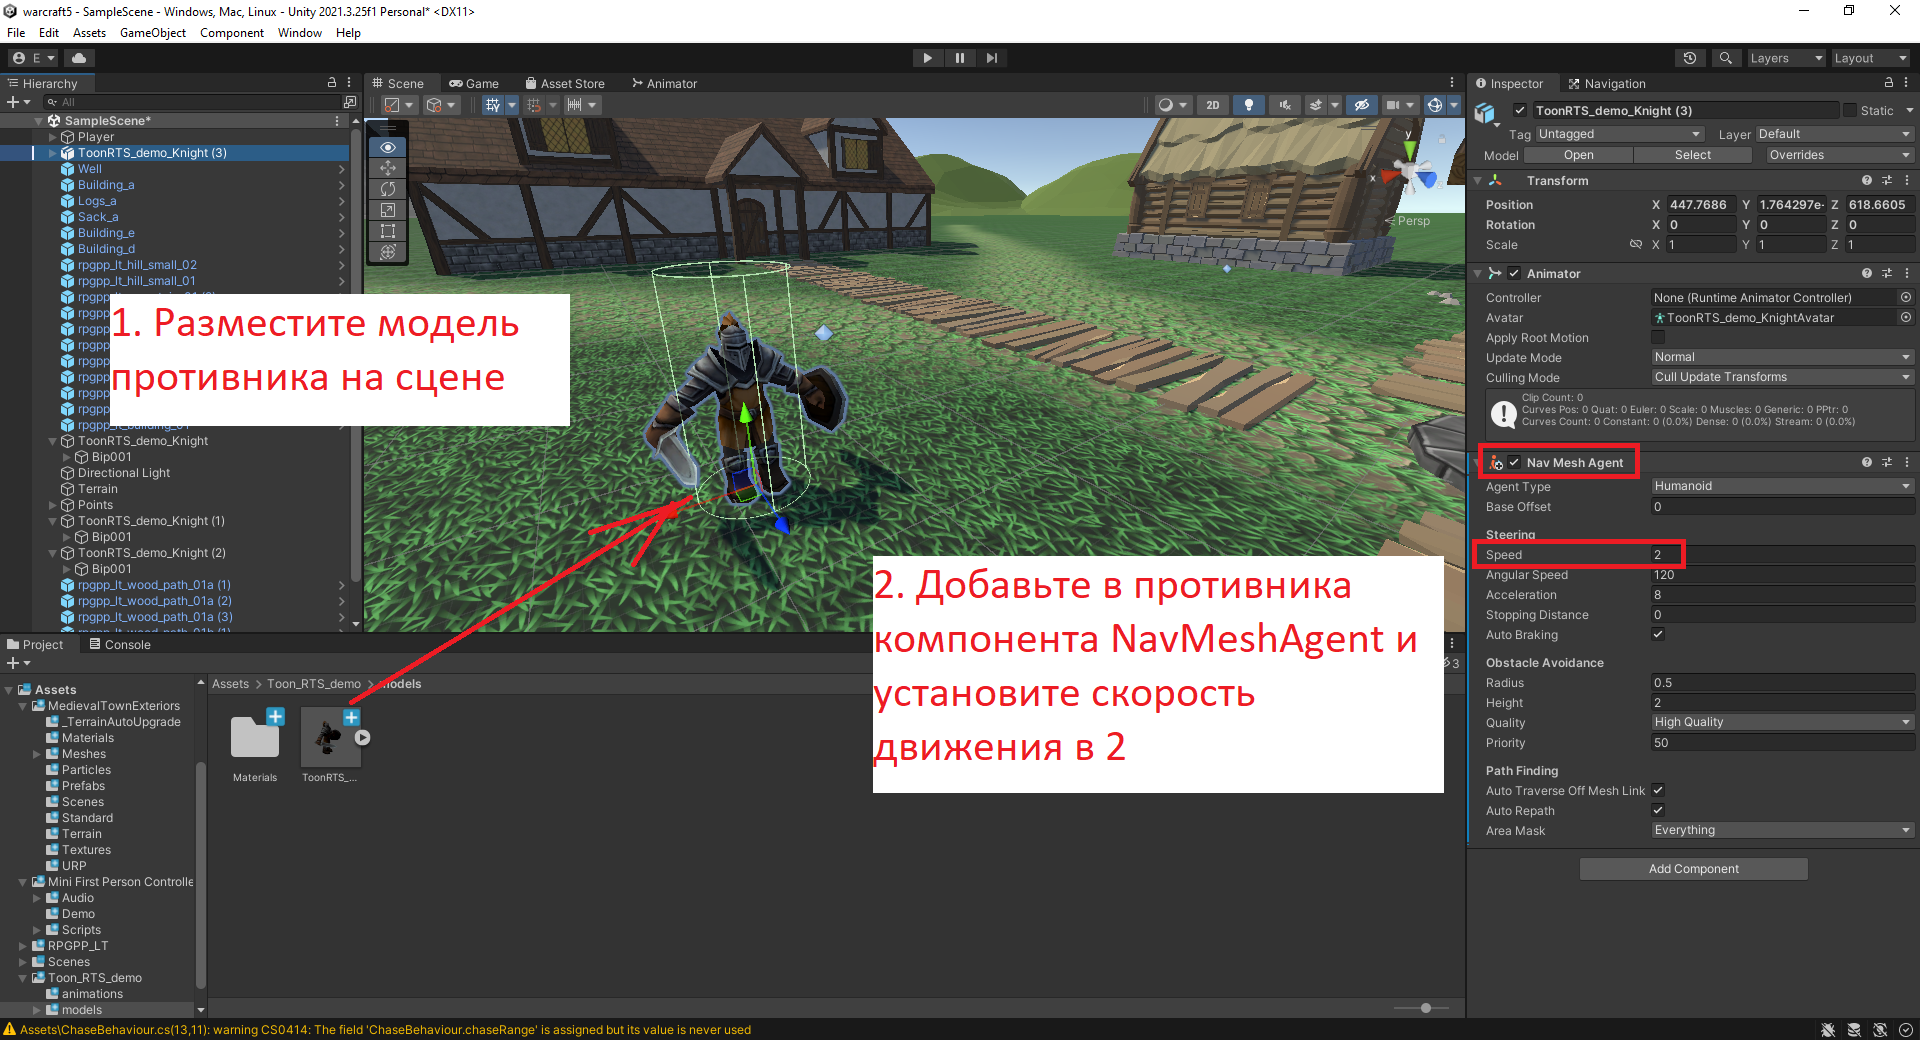 warcraft5 - SampleScene - Windows, Mac, Linux - Unity 2021.3.25f1 Personal* <DX11>
File Edit Assets GameObject Component Window Help
E
Layers
Layout
Hierarchy
All
SampleScene*
Player
ToonRTS_demo_Knight (3)
Well
Building_a
Logs_a
Sack_a
Building_e
Building_d
rpgpp_lt_hill_small_02
rpgpp_lt_hill_small_01
rpgpp
rpgpp
rpgpp
rpgpp
rpgpp
rpgpp
rpgpp
rpgpp
rpgpp_lt_building_01
ToonRTS_demo_Knight
Bip001
Directional Light
Terrain
Points
ToonRTS_demo_Knight (1)
Bip001
ToonRTS_demo_Knight (2)
Bip001
rpgpp_lt_wood_path_01a (1)
rpgpp_lt_wood_path_01a (2)
rpgpp_lt_wood_path_01a (3)
Scene
Game
Asset Store
Animator
2D
y
x
Persp
1. Разместите модель
противника на сцене
2. Добавьте в противника
компонента NavMeshAgent и
установите скорость
движения в 2
Inspector
Navigation
ToonRTS_demo_Knight (3)
Static
Tag Untagged
Layer Default
Model Open Select Overrides
Transform
Position X 447.7686 Y 1.764297e- Z 618.6605
Rotation X 0 Y 0 Z 0
Scale X 1 Y 1 Z 1
Animator
Controller None (Runtime Animator Controller)
Avatar ToonRTS_demo_KnightAvatar
Apply Root Motion
Update Mode Normal
Culling Mode Cull Update Transforms
Clip Count: 0
Curves Pos: 0 Quat: 0 Euler: 0 Scale: 0 Muscles: 0 Generic: 0 PPtr: 0
Curves Count: 0 Constant: 0 (0.0%) Dense: 0 (0.0%) Stream: 0 (0.0%)
Nav Mesh Agent
Agent Type Humanoid
Base Offset 0
Steering
Speed 2
Angular Speed 120
Acceleration 8
Stopping Distance 0
Auto Braking
Obstacle Avoidance
Radius 0.5
Height 2
Quality High Quality
Priority 50
Path Finding
Auto Traverse Off Mesh Link
Auto Repath
Area Mask Everything
Add Component
Project
Console
3
Assets
MedievalTownExteriors
_TerrainAutoUpgrade
Materials
Meshes
Particles
Prefabs
Scenes
Standard
Terrain
Textures
URP
Mini First Person Controlle
Audio
Demo
Scripts
RPGPP_LT
Scenes
Toon_RTS_demo
animations
models
Assets > Toon_RTS_demo > models
Materials
ToonRTS_...
Assets\ChaseBehaviour.cs(13,11): warning CS0414: The field 'ChaseBehaviour.chaseRange' is assigned but its value is never used